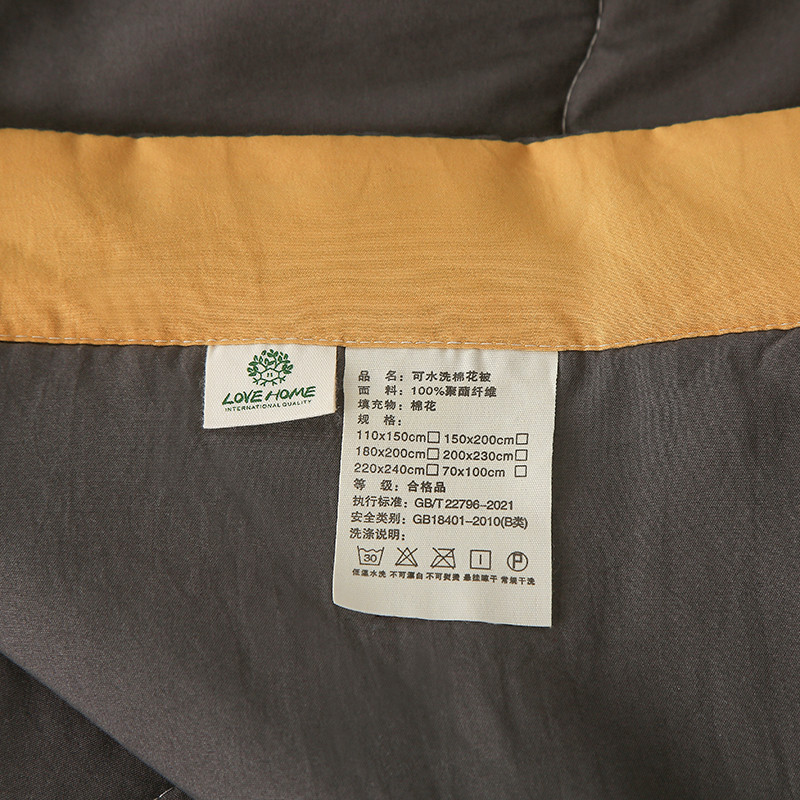 LOVE HOME
INTERNATIONAL QUALITY
品 名：可水洗棉花被
面 料：100%聚酯纤维
填充物：棉花
规 格：
110x150cm□ 150x200cm□
180x200cm□ 200x230cm□
220x240cm□ 70x100cm □
等 级：合格品
执行标准：GB/T22796-2021
安全类别：GB18401-2010(B类)
洗涤说明：
30 P
低温水洗 不可漂白 不可熨烫 悬挂晾干 常规干洗